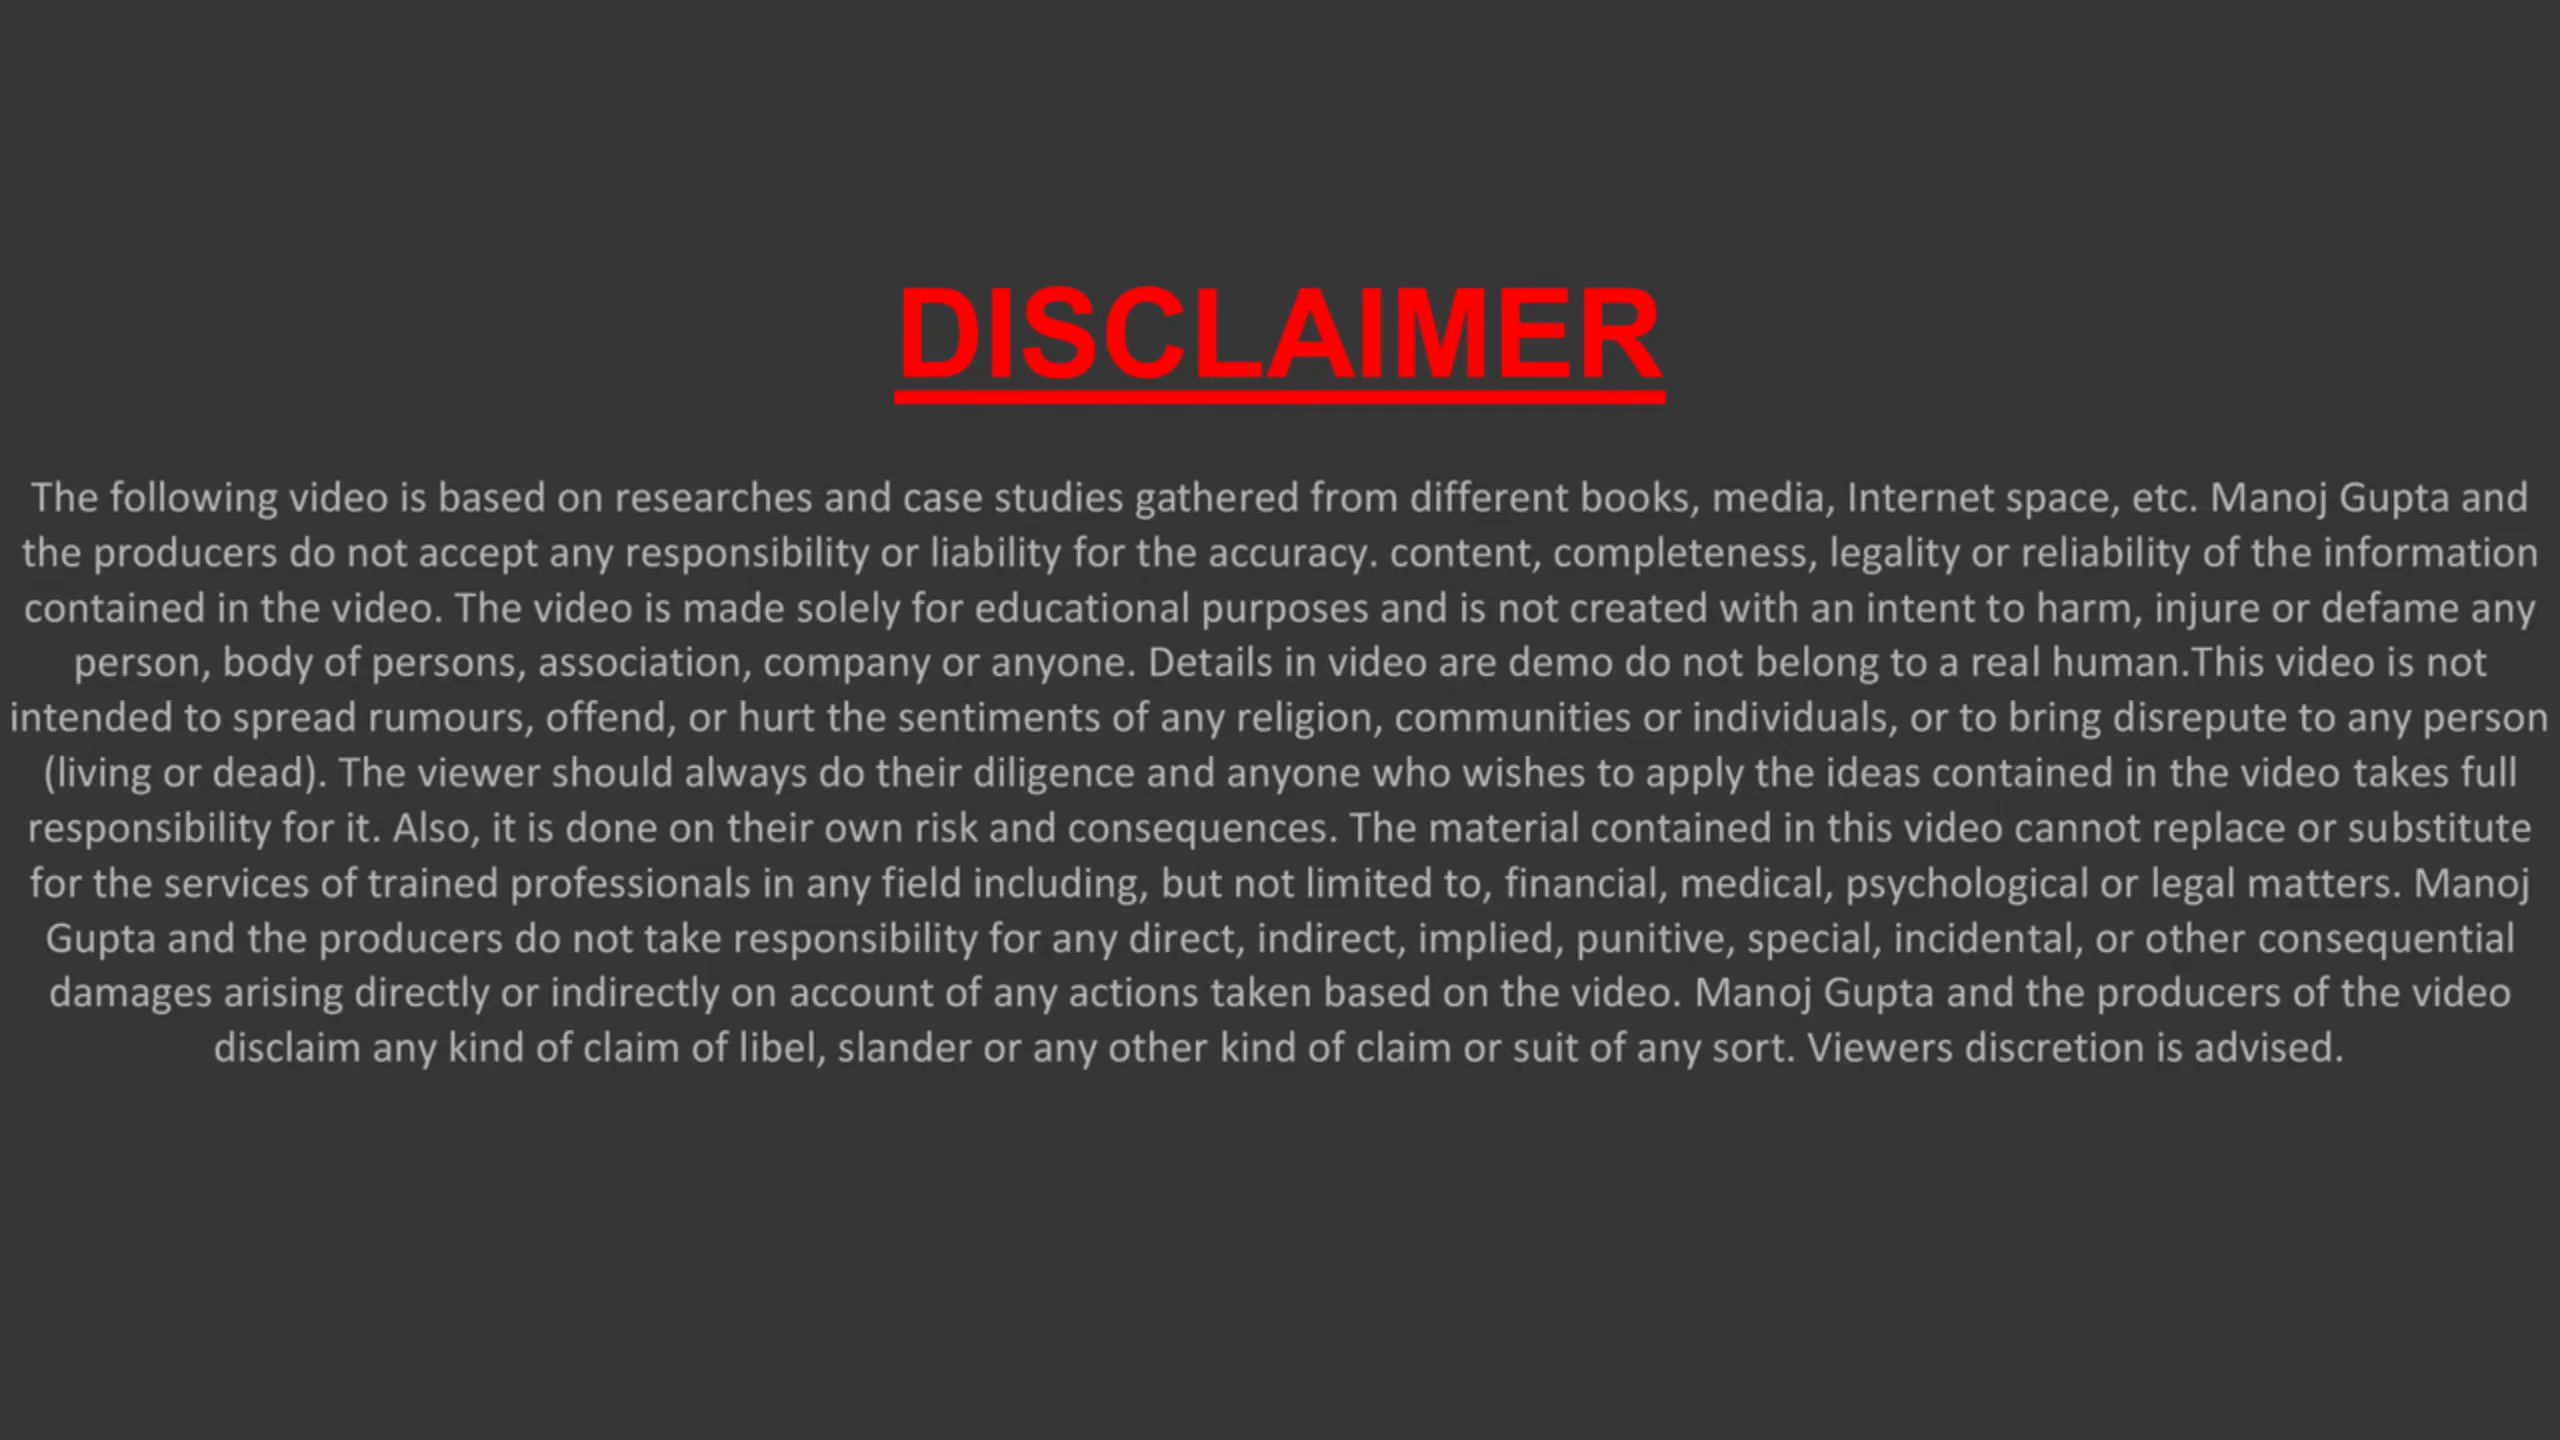 DISCLAIMER
The following video is based on researches and case studies gathered from different books, media, Internet space, etc. Manoj Gupta and
the producers do not accept any responsibility or liability for the accuracy. content, completeness, legality or reliability of the information
contained in the video. The video is made solely for educational purposes and is not created with an intent to harm, injure or defame any
person, body of persons, association, company or anyone. Details in video are demo do not belong to a real human.This video is not
intended to spread rumours, offend, or hurt the sentiments of any religion, communities or individuals, or to bring disrepute to any person
(living or dead). The viewer should always do their diligence and anyone who wishes to apply the ideas contained in the video takes full
responsibility for it. Also, it is done on their own risk and consequences. The material contained in this video cannot replace or substitute
for the services of trained professionals in any field including, but not limited to, financial, medical, psychological or legal matters. Manoj
Gupta and the producers do not take responsibility for any direct, indirect, implied, punitive, special, incidental, or other consequential
damages arising directly or indirectly on account of any actions taken based on the video. Manoj Gupta and the producers of the video
disclaim any kind of claim of libel, slander or any other kind of claim or suit of any sort. Viewers discretion is advised.